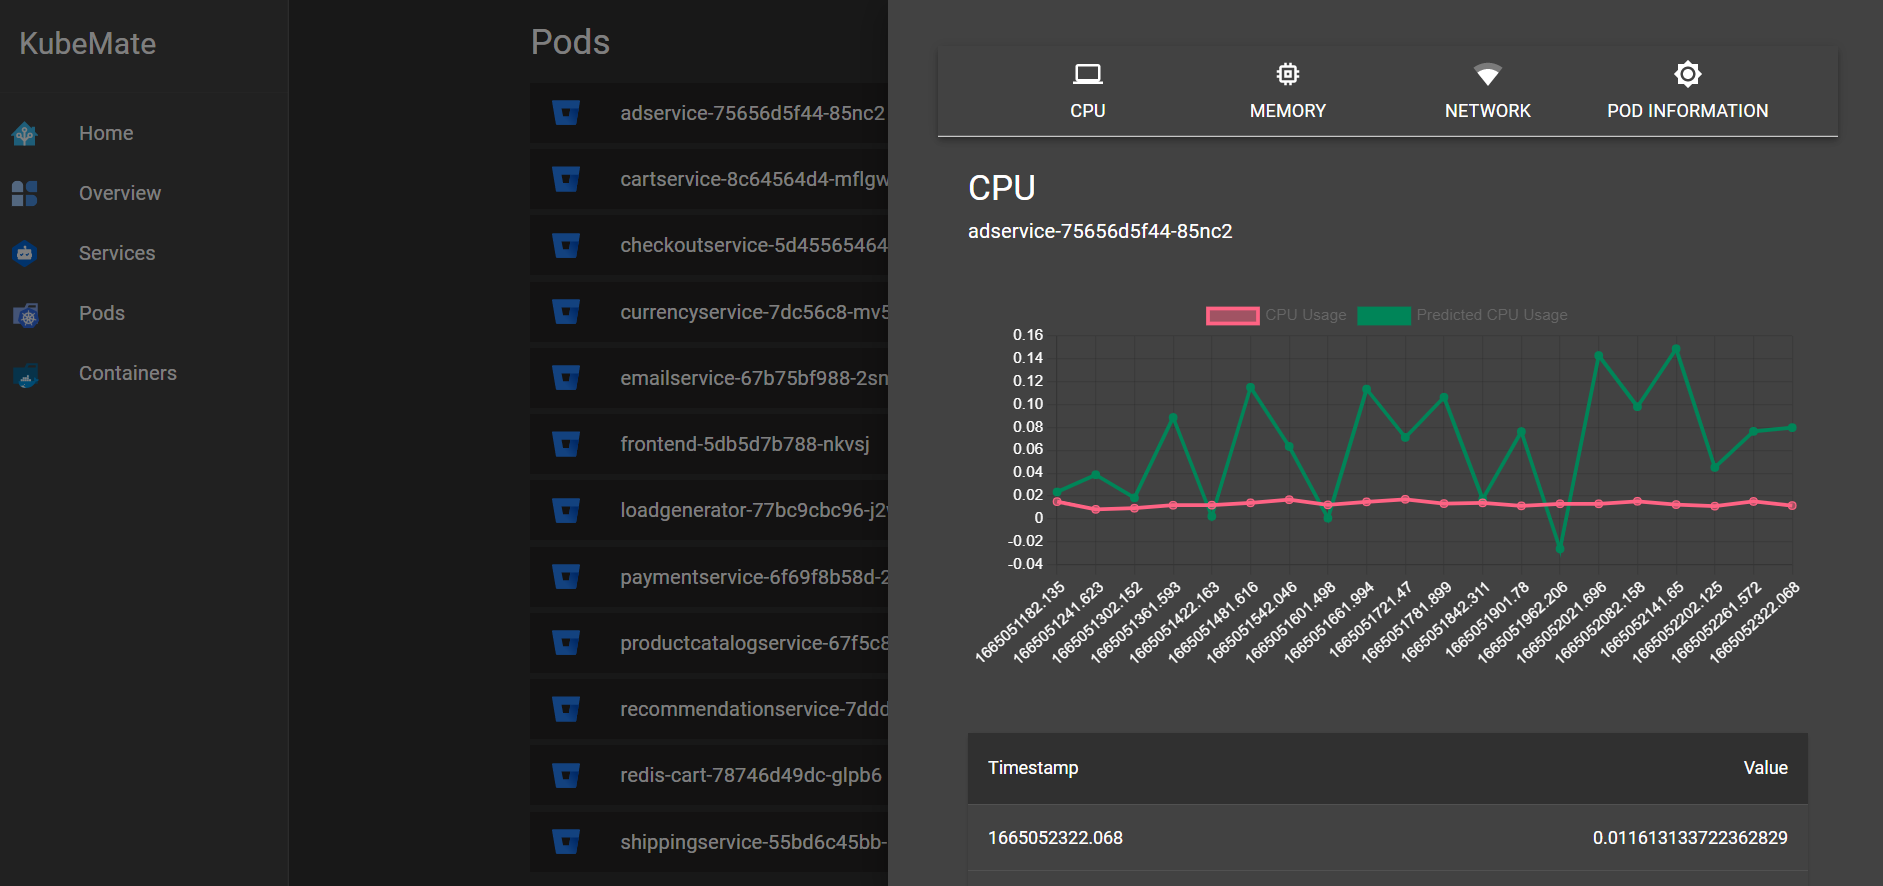 KubeMate
Home
Overview
Services
Pods
Containers
Pods
adservice-75656d5f44-85nc2
cartservice-8c64564d4-mflgw
checkoutservice-5d45565464
currencyservice-7dc56c8-mv5
emailservice-67b75bf988-2sn
frontend-5db5d7b788-nkvsj
loadgenerator-77bc9cbc96-j2
paymentservice-6f69f8b58d-2
productcatalogservice-67f5c8
recommendationservice-7ddd
redis-cart-78746d49dc-glpb6
shippingservice-55bd6c45bb-
CPU
MEMORY
NETWORK
POD INFORMATION
CPU
adservice-75656d5f44-85nc2
CPU Usage
Predicted CPU Usage
0.16
0.14
0.12
0.10
0.08
0.06
0.04
0.02
0
-0.02
-0.04
1665051182.135
1665051241.623
1665051302.152
1665051361.593
1665051422.163
1665051481.616
1665051542.046
1665051601.498
1665051661.994
1665051721.47
1665051781.899
1665051842.311
1665051901.78
1665051962.206
1665052021.696
1665052082.158
1665052141.65
1665052202.125
1665052261.572
1665052322.068
Timestamp
Value
1665052322.068
0.011613133722362829